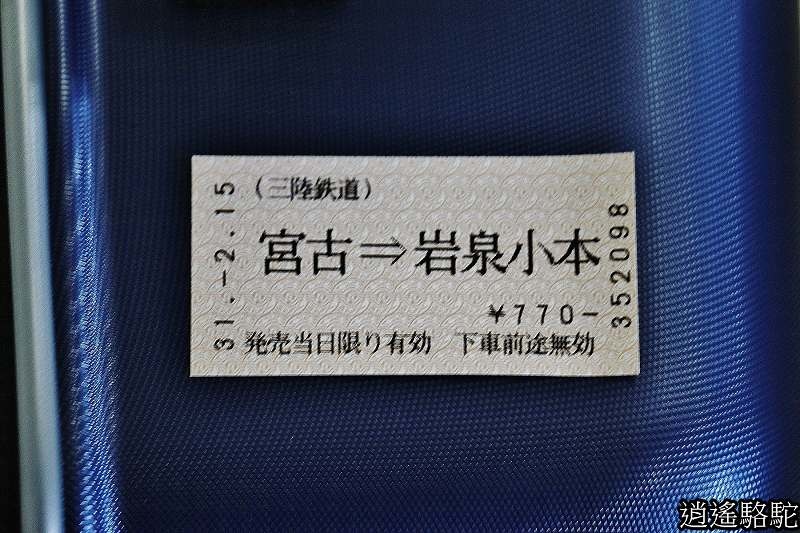 (三陸鉄道)
宮古⇒岩泉小本
¥770-
発売当日限り有効 下車前途無効
31.-2.15
352098
逍遙駱駝